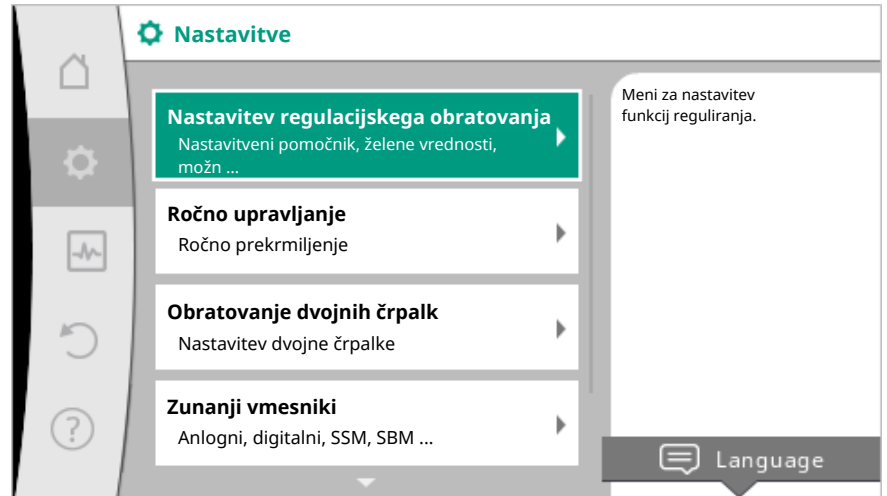 Nastavitve
Nastavitev regulacijskega obratovanja
Nastavitveni pomočnik, želene vrednosti,
možn ...
Ročno upravljanje
Ročno prekrmiljenje
Obratovanje dvojnih črpalk
Nastavitev dvojne črpalke
Zunanji vmesniki
Anlogni, digitalni, SSM, SBM ...
Meni za nastavitev
funkcij reguliranja.
Language